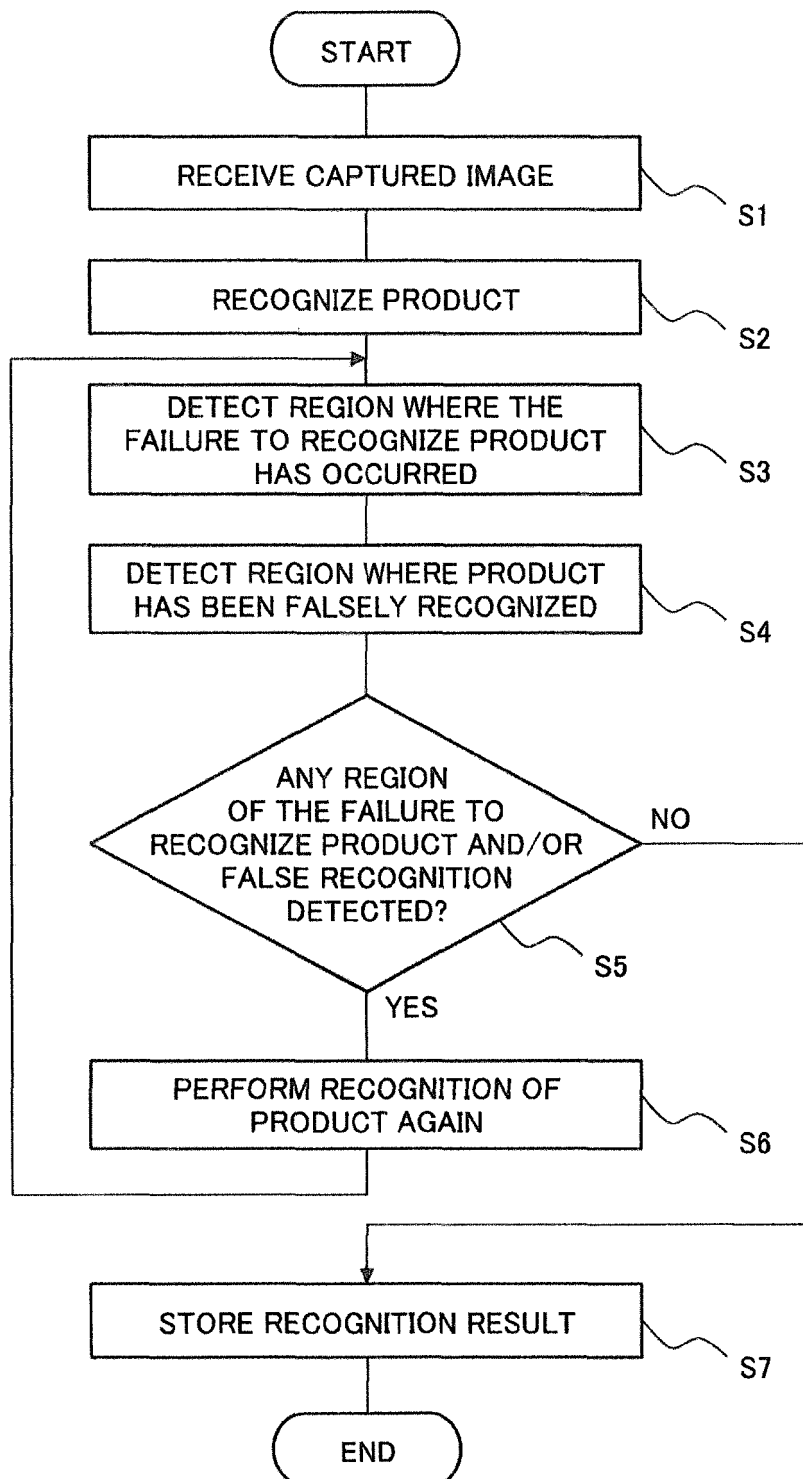 START
RECEIVE CAPTURED IMAGE
S1
RECOGNIZE PRODUCT
S2
DETECT REGION WHERE THE
FAILURE TO RECOGNIZE PRODUCT
HAS OCCURRED
S3
DETECT REGION WHERE PRODUCT
HAS BEEN FALSELY RECOGNIZED
S4
ANY REGION
OF THE FAILURE TO
RECOGNIZE PRODUCT AND/OR
FALSE RECOGNITION
DETECTED?
NO
S5
YES
PERFORM RECOGNITION OF
PRODUCT AGAIN
S6
STORE RECOGNITION RESULT
S7
END